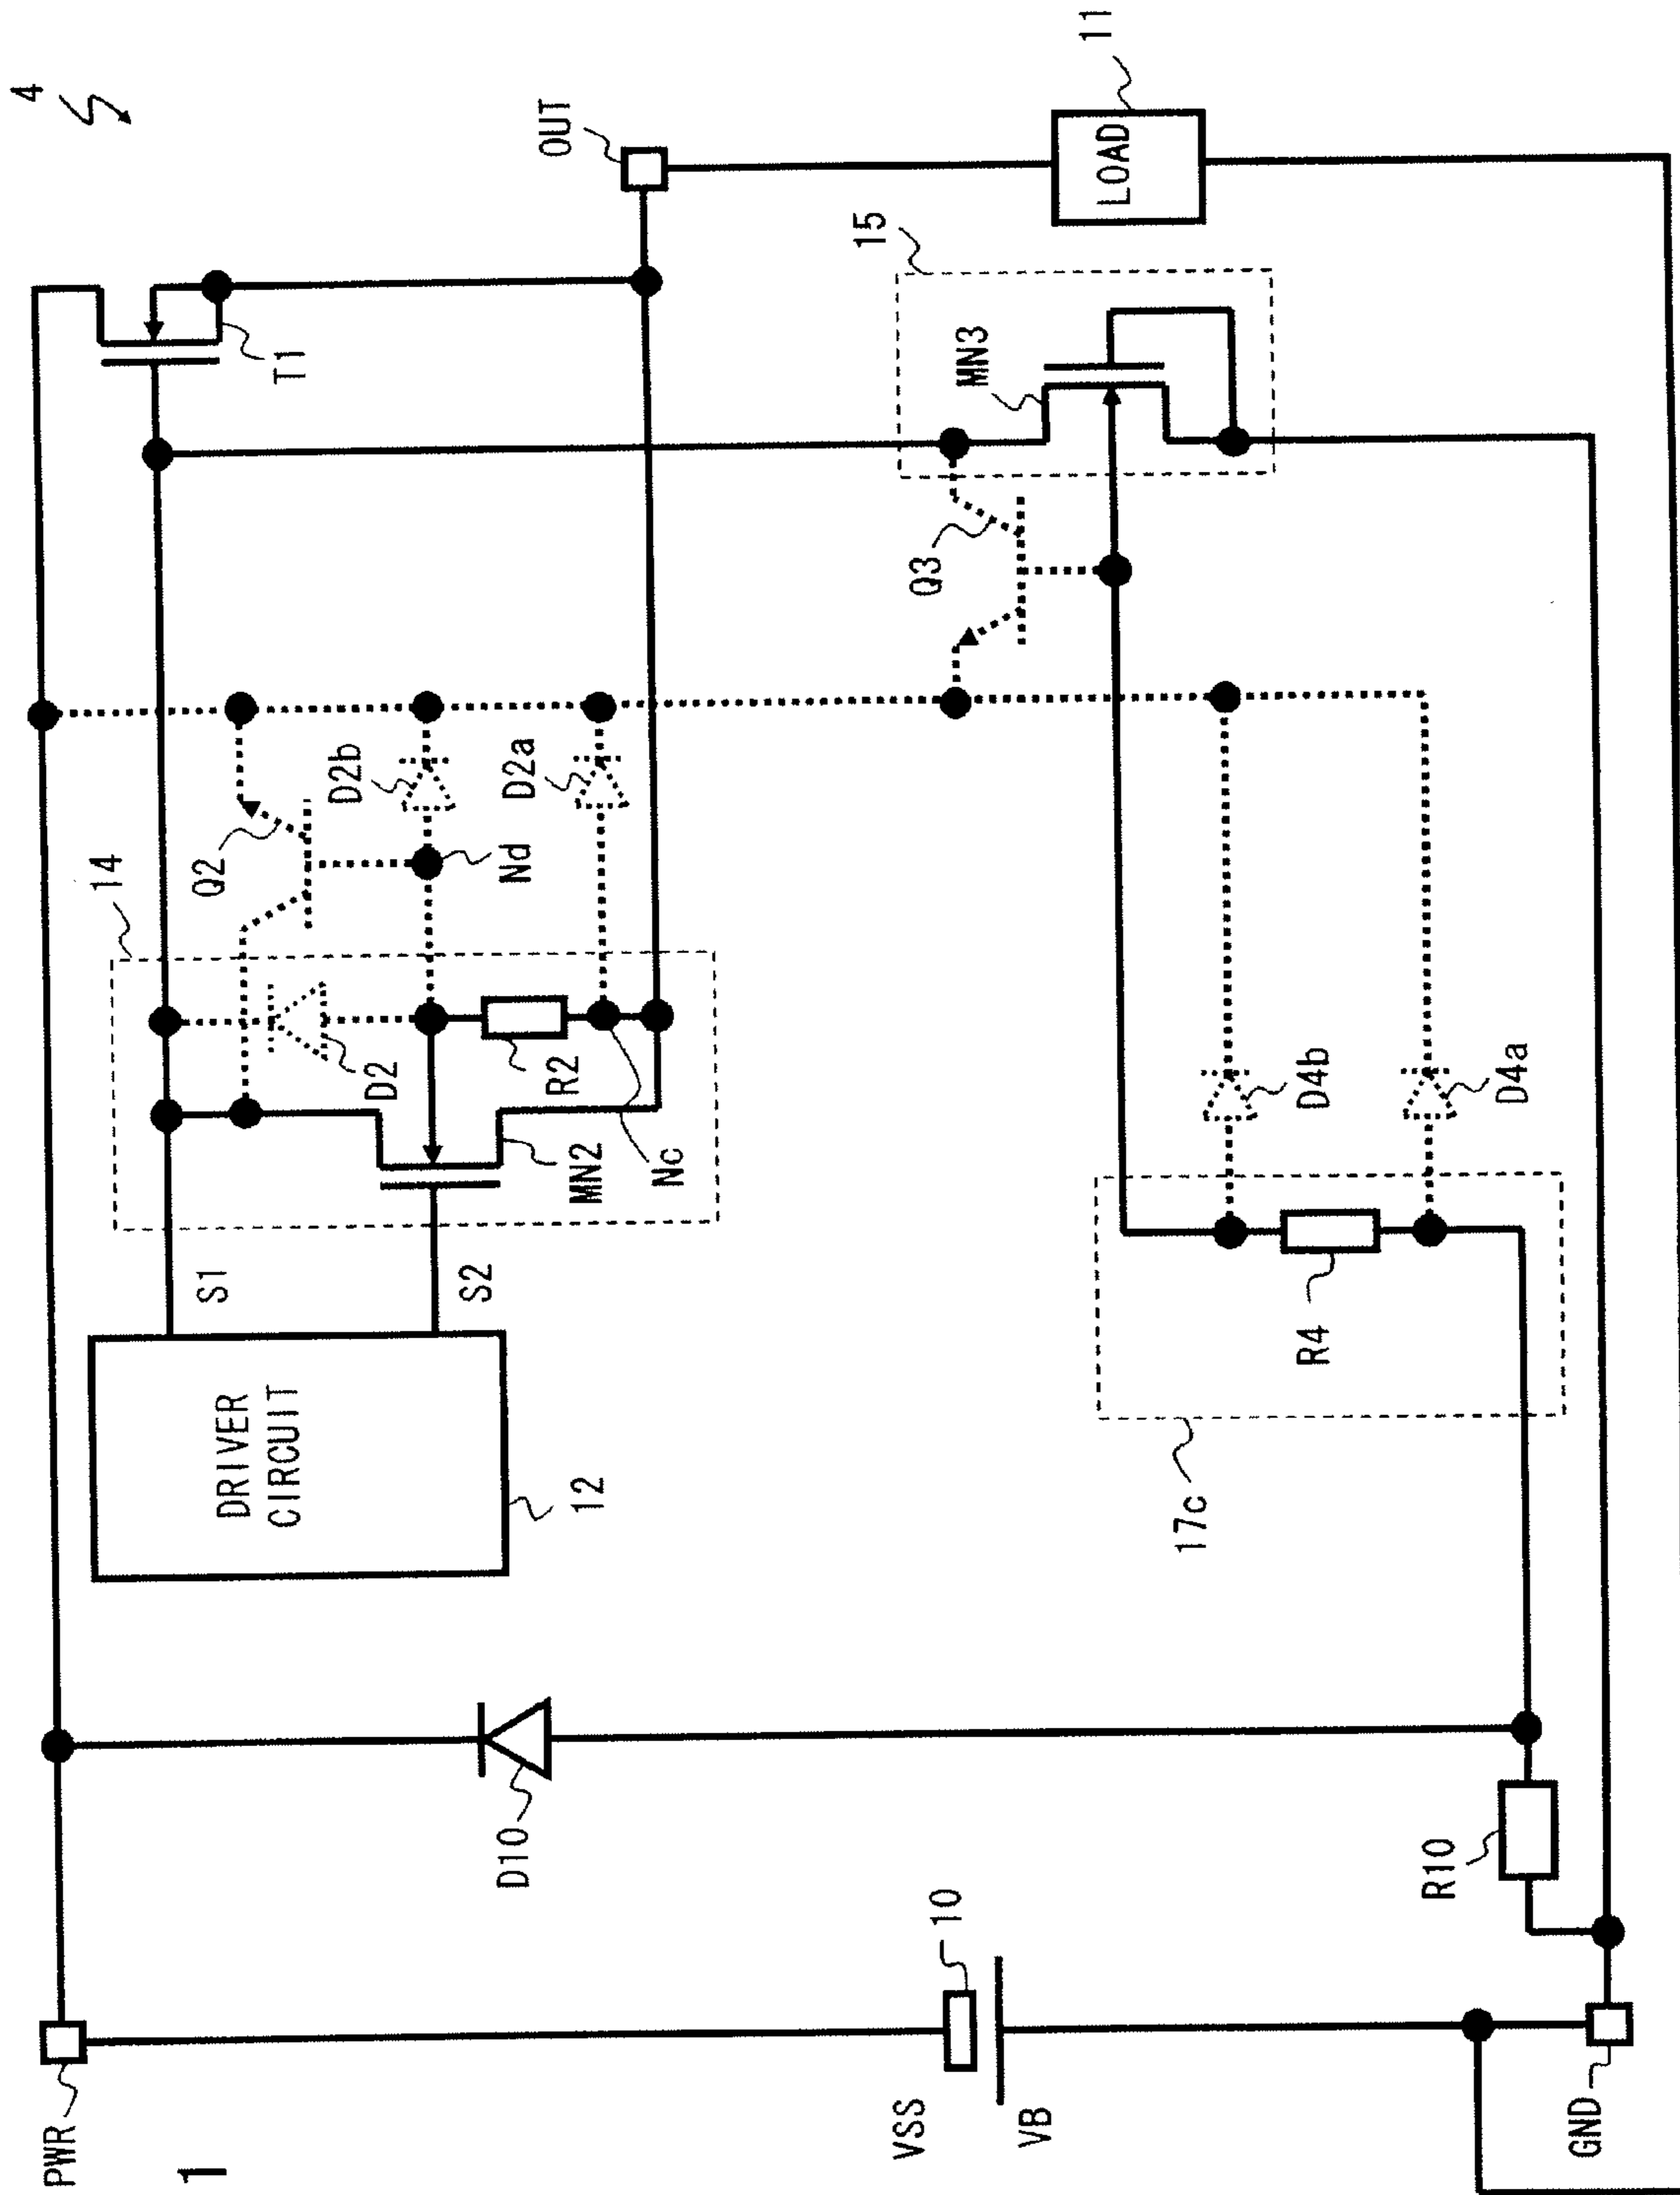 4
PWR
1
T1
OUT
DRIVER
CIRCUIT
12
S1
S2
14
Q2
D2b
D2a
Nd
D2
R2
MN2
Nc
D10
10
VSS
VB
15
MN3
Q3
LOAD
11
17c
R4
D4b
D4a
R10
GND